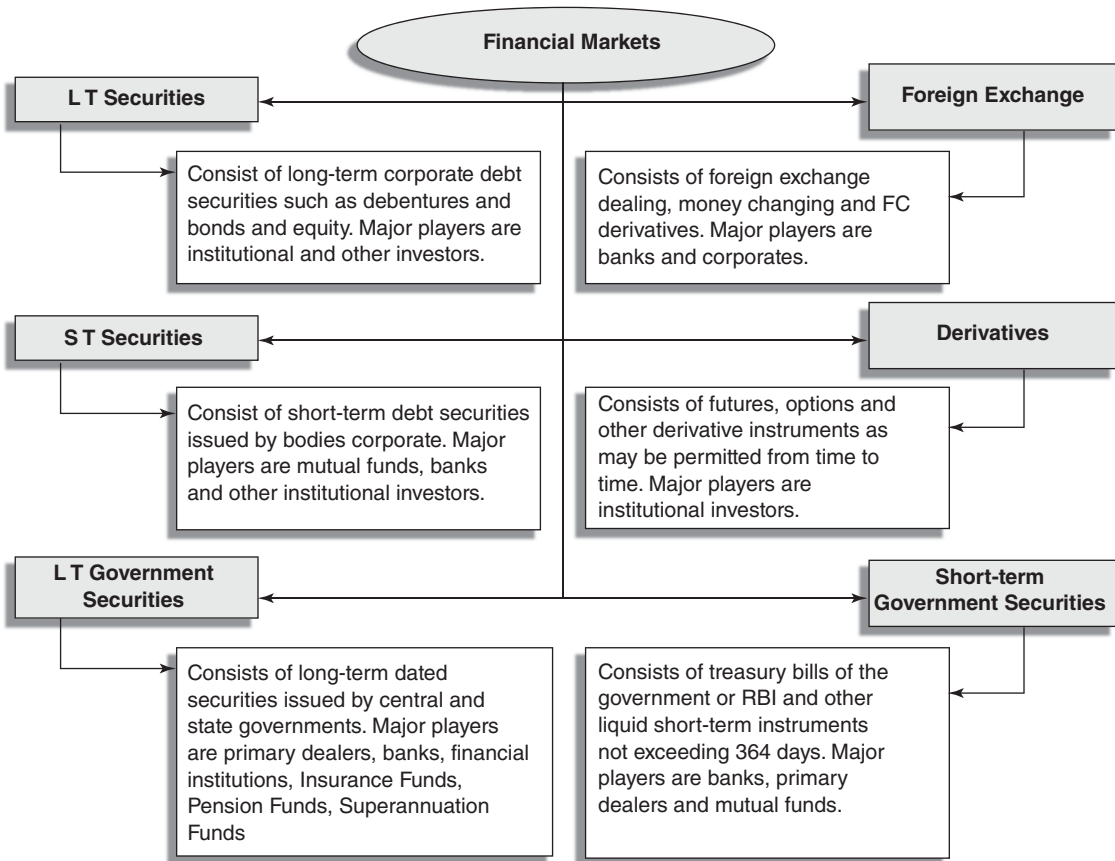 Financial Markets
L T Securities
Foreign Exchange
Consist of long-term corporate debt
securities such as debentures and
bonds and equity. Major players are
institutional and other investors.
Consists of foreign exchange
dealing, money changing and FC
derivatives. Major players are
banks and corporates.
S T Securities
Derivatives
Consist of short-term debt securities
issued by bodies corporate. Major
players are mutual funds, banks
and other institutional investors.
Consists of futures, options and
other derivative instruments as
may be permitted from time to
time. Major players are
institutional investors.
L T Government
Securities
Short-term
Government Securities
Consists of long-term dated
securities issued by central and
state governments. Major players
are primary dealers, banks, financial
institutions, Insurance Funds,
Pension Funds, Superannuation
Funds
Consists of treasury bills of the
government or RBI and other
liquid short-term instruments
not exceeding 364 days. Major
players are banks, primary
dealers and mutual funds.